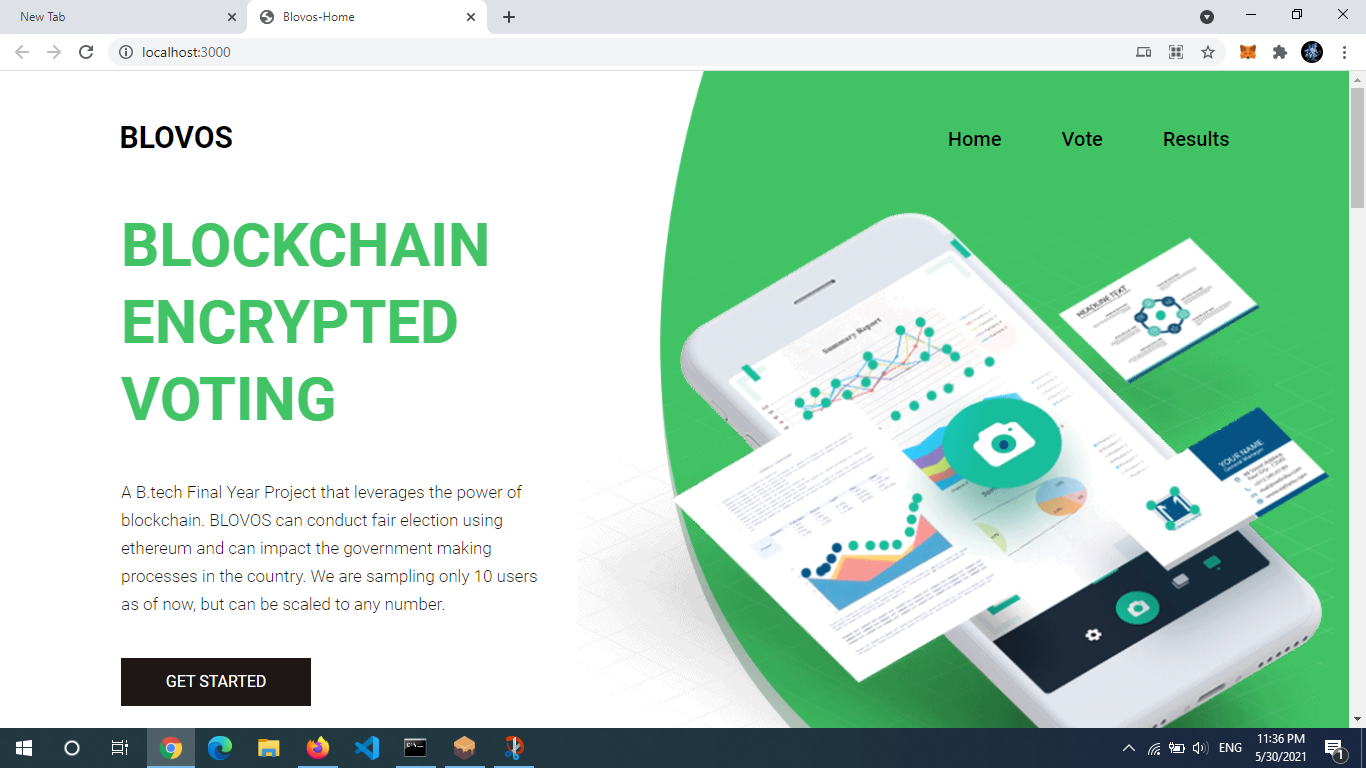 New Tab
Blovos-Home
localhost:3000
BLOVOS
Home Vote Results
BLOCKCHAIN
ENCRYPTED
VOTING
A B.tech Final Year Project that leverages the power of
blockchain. BLOVOS can conduct fair election using
ethereum and can impact the government making
processes in the country. We are sampling only 10 users
as of now, but can be scaled to any number.
GET STARTED
Summary Report
HEADLINE TEXT
YOUR NAME
General Manager
ENG
11:36 PM
5/30/2021
1